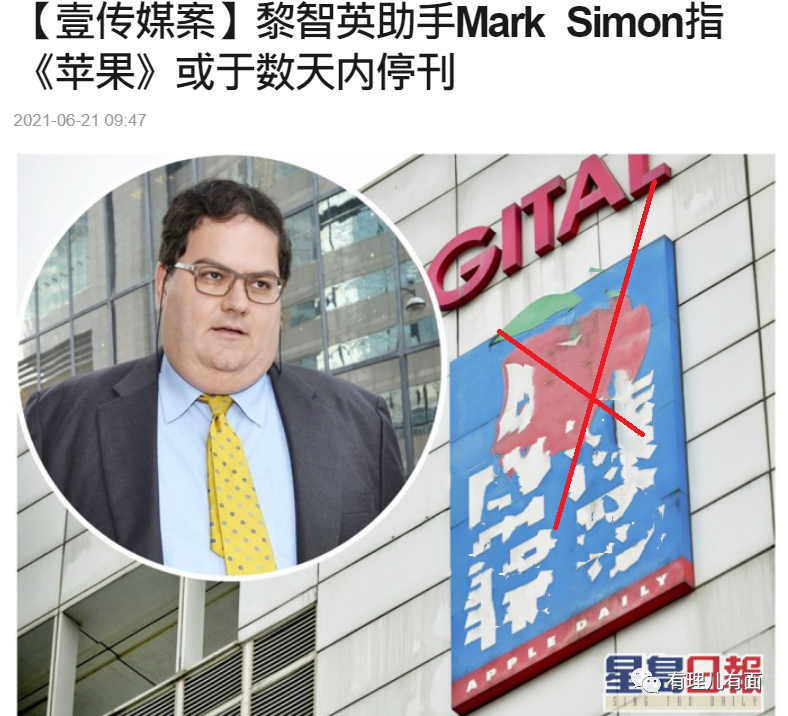 【壹传媒案】黎智英助手Mark Simon指
《苹果》或于数天内停刊
2021-06-21 09:47
GITAL
APPLE DAILY
星島日報
有理儿有面
SING TAO DAILY